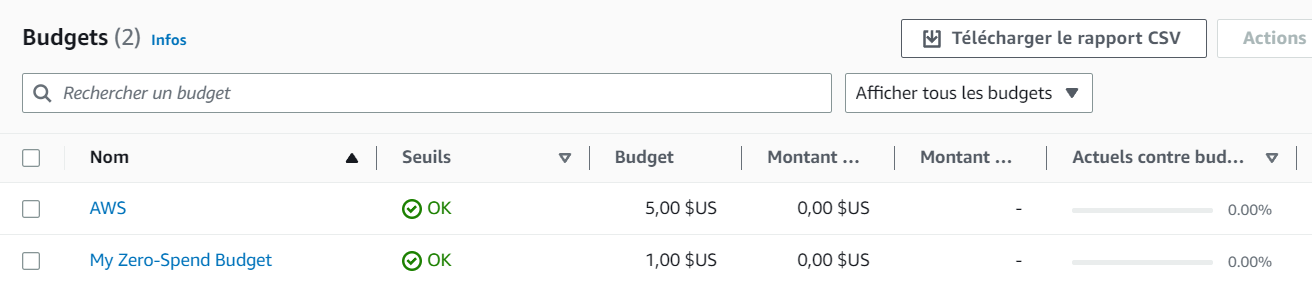 Budgets (2) Infos
Télécharger le rapport CSV
Actions
Rechercher un budget
Afficher tous les budgets
Nom Seuils Budget Montant ... Montant ... Actuels contre bud...
AWS OK 5,00 $US 0,00 $US - 0.00%
My Zero-Spend Budget OK 1,00 $US 0,00 $US - 0.00%